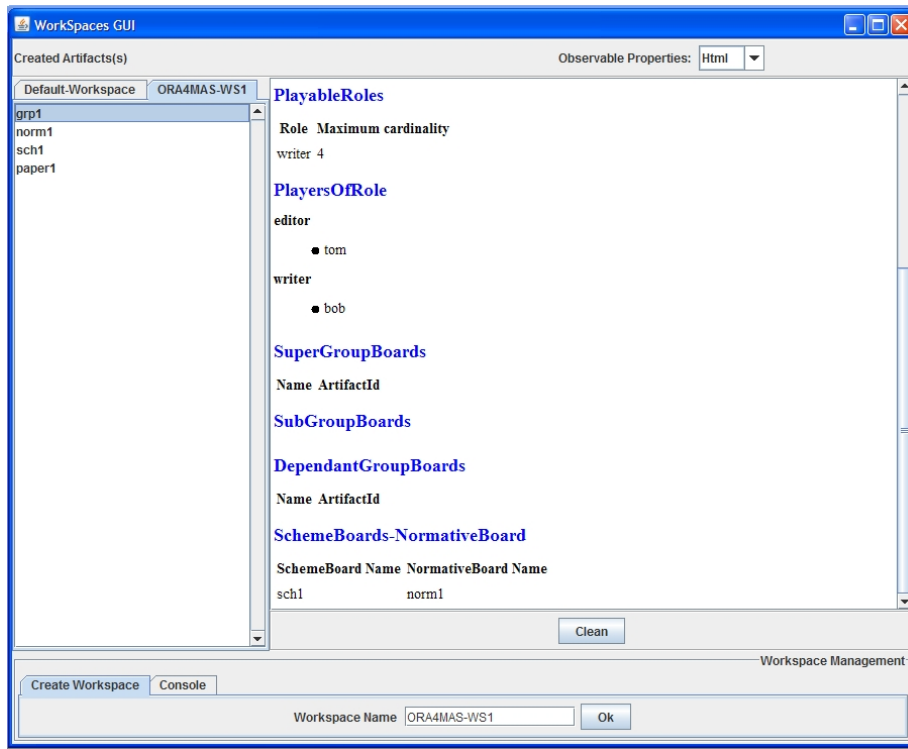 WorkSpaces GUI
Created Artifacts(s)
Observable Properties: Html
Default-Workspace ORA4MAS-WS1
grp1
norm1
sch1
paper1
PlayableRoles
Role Maximum cardinality
writer 4
PlayersOfRole
editor
tom
writer
bob
SuperGroupBoards
Name ArtifactId
SubGroupBoards
DependantGroupBoards
Name ArtifactId
SchemeBoards-NormativeBoard
SchemeBoard Name NormativeBoard Name
sch1 norm1
Clean
Workspace Management
Create Workspace Console
Workspace Name ORA4MAS-WS1 Ok